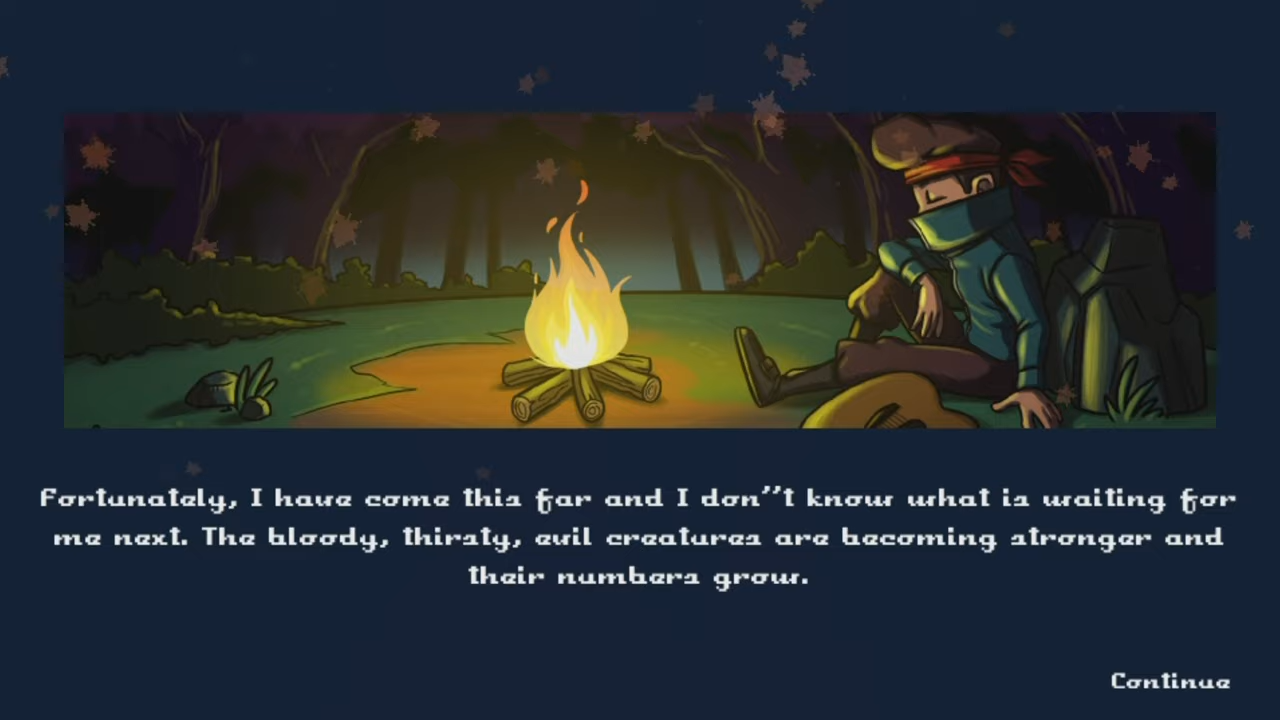 Fortunately, I have come this far and I don''t know what is waiting for
me next. The bloody, thirsty, evil creatures are becoming stronger and
their numbers grow.
Continue